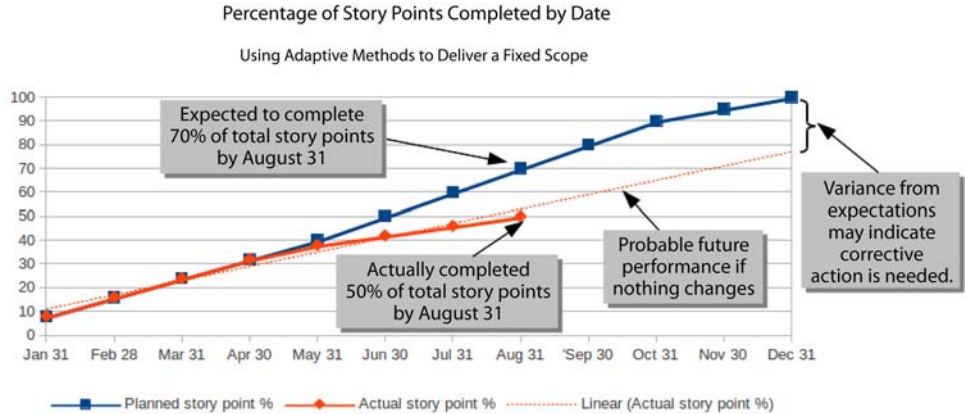 Percentage of Story Points Completed by Date
Using Adaptive Methods to Deliver a Fixed Scope
100
90
80
70
60
50
40
30
20
10
0
Expected to complete
70% of total story points
by August 31
Actually completed
50% of total story points
by August 31
Probable future
performance if
nothing changes
Variance from
expectations
may indicate
corrective
action is needed.
Jan 31 Feb 28 Mar 31 Apr 30 May 31 Jun 30 Jul 31 Aug 31 'Sep 30 Oct 31 Nov 30 Dec 31
Planned story point % Actual story point % Linear (Actual story point %)